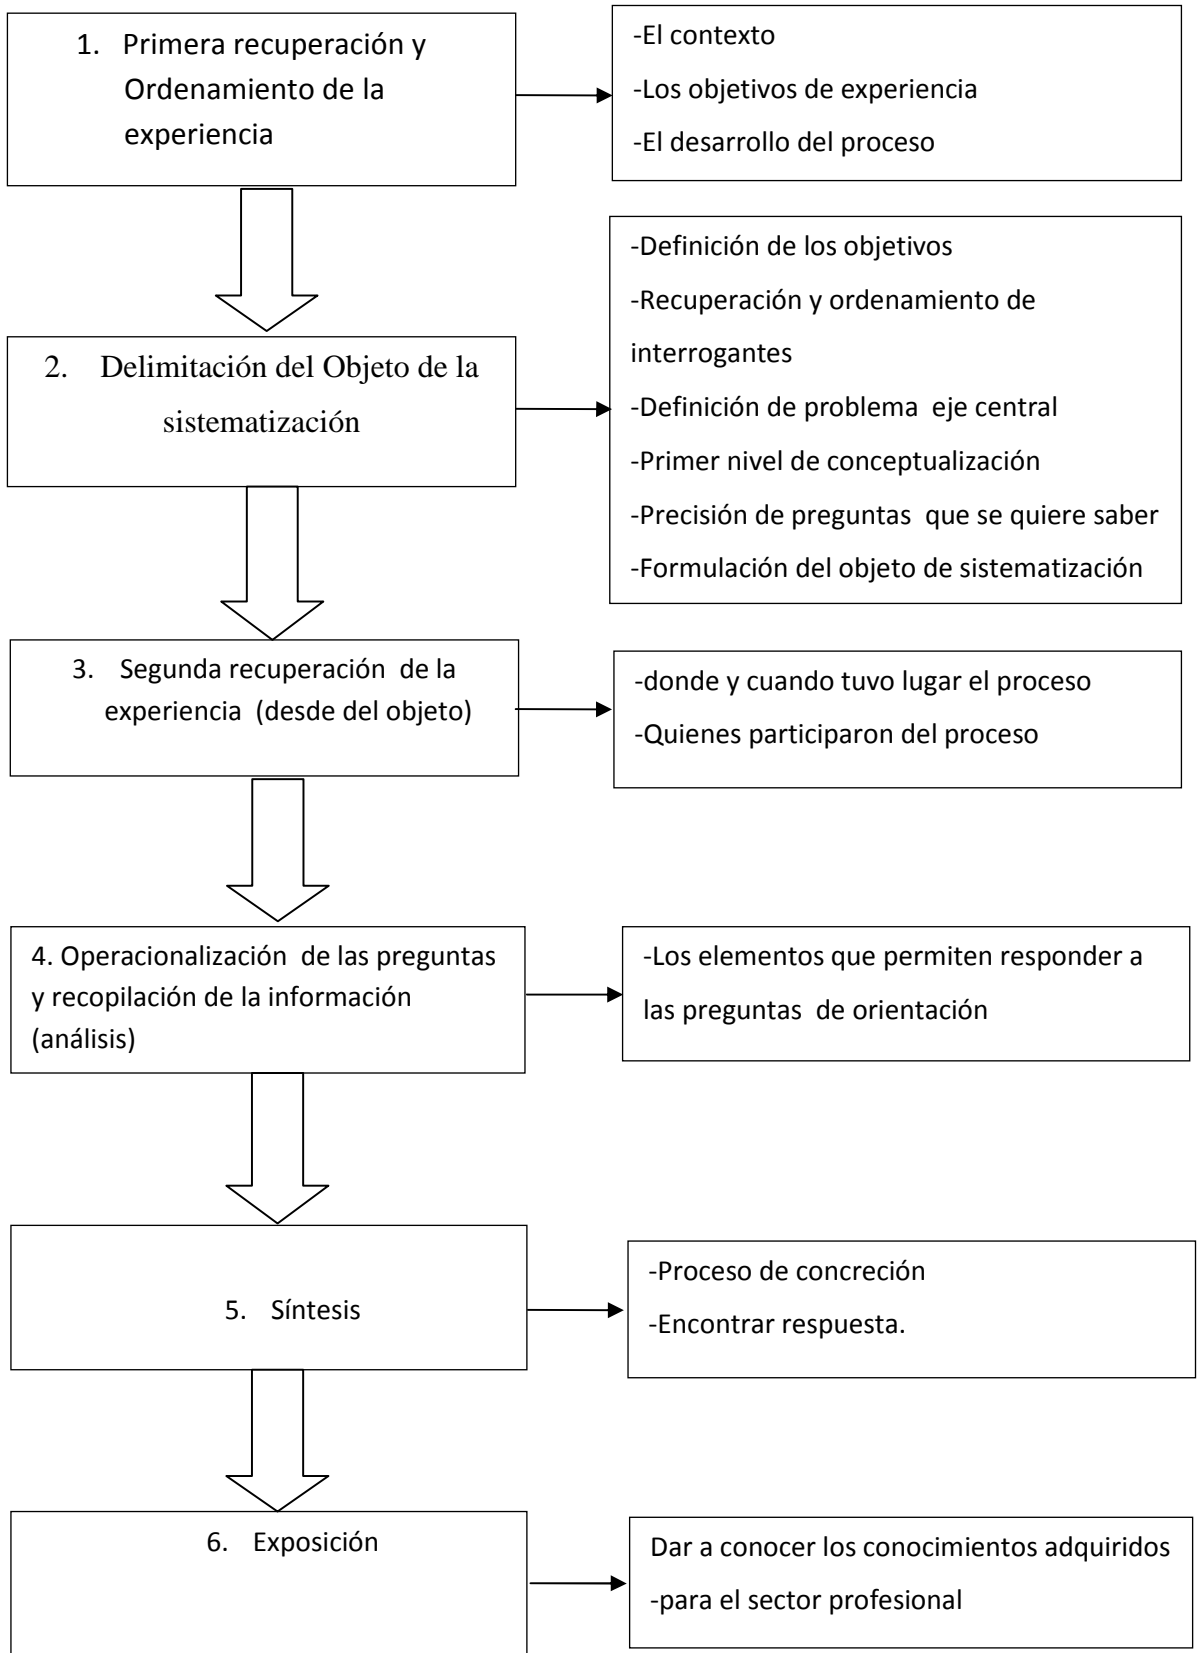 1. Primera recuperación y
Ordenamiento de la
experiencia
-El contexto
-Los objetivos de experiencia
-El desarrollo del proceso
2. Delimitación del Objeto de la
sistematización
-Definición de los objetivos
-Recuperación y ordenamiento de
interrogantes
-Definición de problema eje central
-Primer nivel de conceptualización
-Precisión de preguntas que se quiere saber
-Formulación del objeto de sistematización
3. Segunda recuperación de la
experiencia (desde del objeto)
-donde y cuando tuvo lugar el proceso
-Quienes participaron del proceso
4. Operacionalización de las preguntas
y recopilación de la información
(análisis)
-Los elementos que permiten responder a
las preguntas de orientación
5. Síntesis
-Proceso de concreción
-Encontrar respuesta.
6. Exposición
Dar a conocer los conocimientos adquiridos
-para el sector profesional